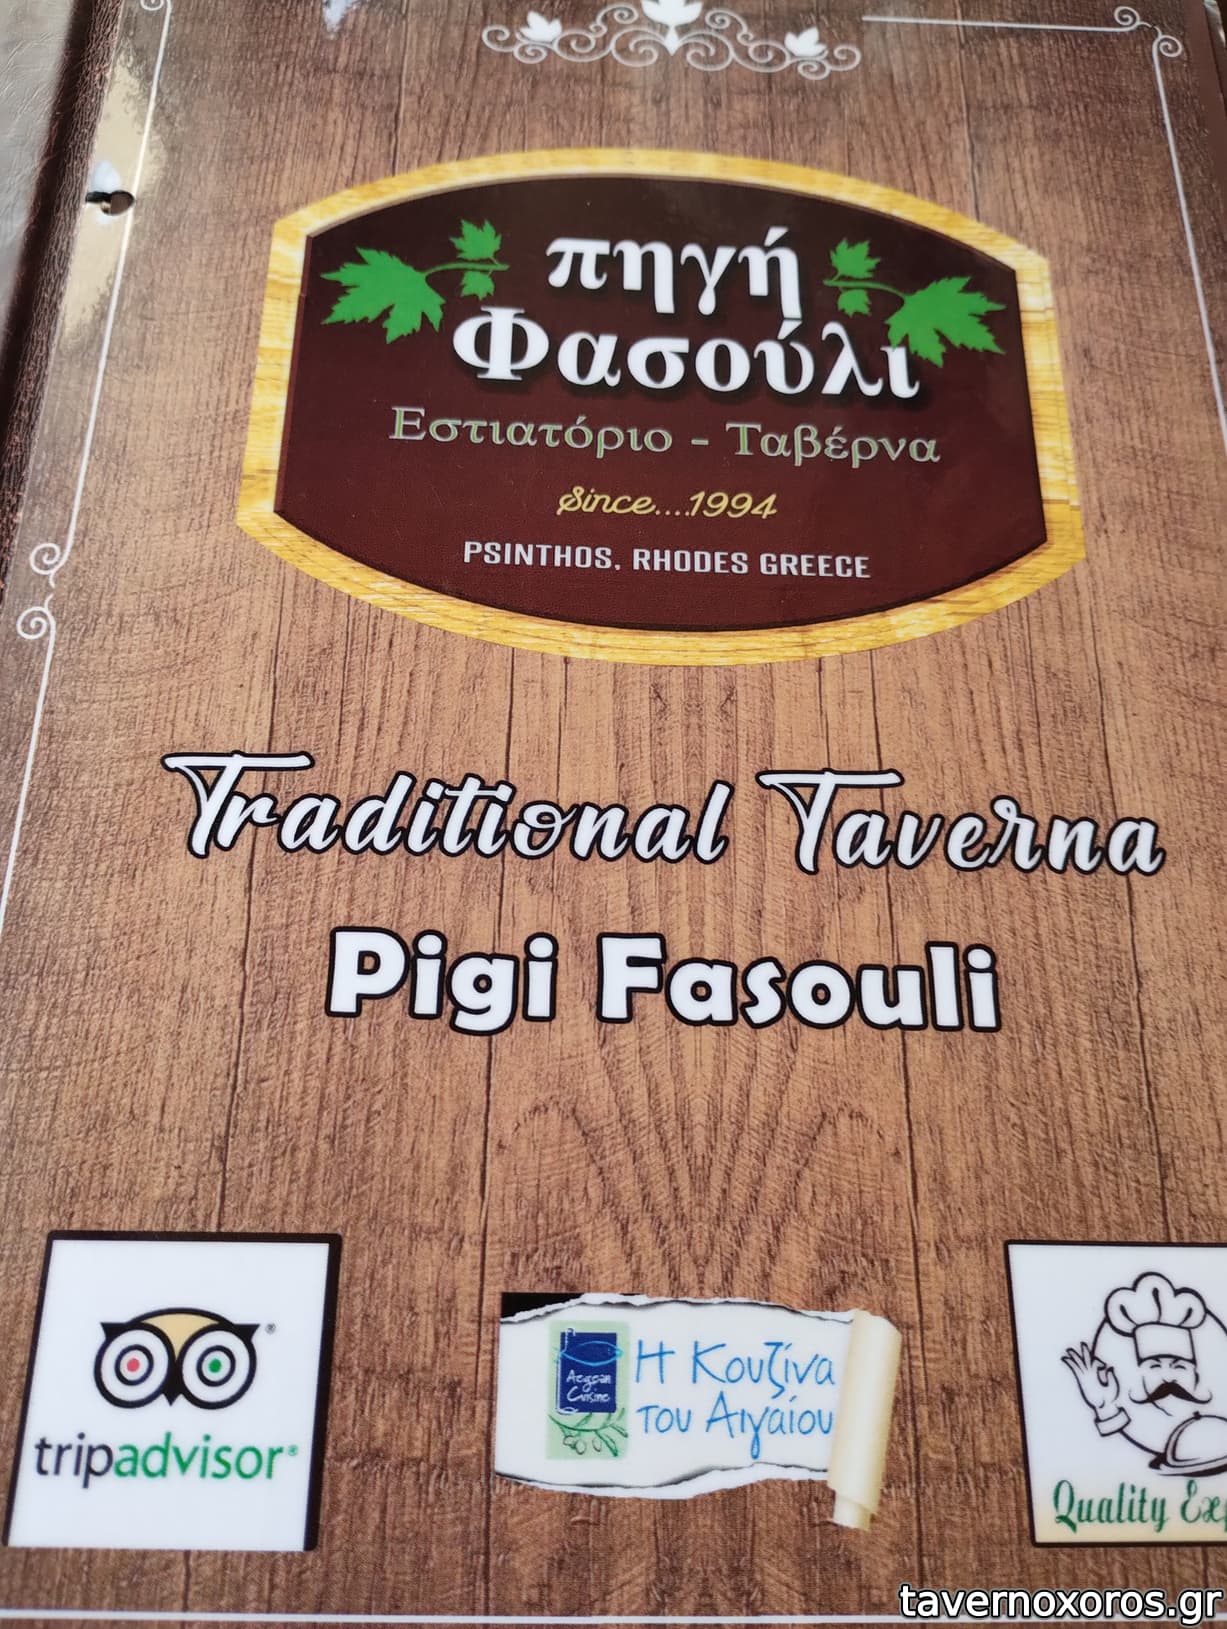 πηγή
Φασούλι
Εστιατόριο - Ταβέρνα
Since....1994
PSINTHOS, RHODES GREECE
Traditional Taverna
Pigi Fasouli
tripadvisor®
Aegean
Cuisine
Η Κουζίνα
του Αιγαίου
Quality
tavernoxoros.gr